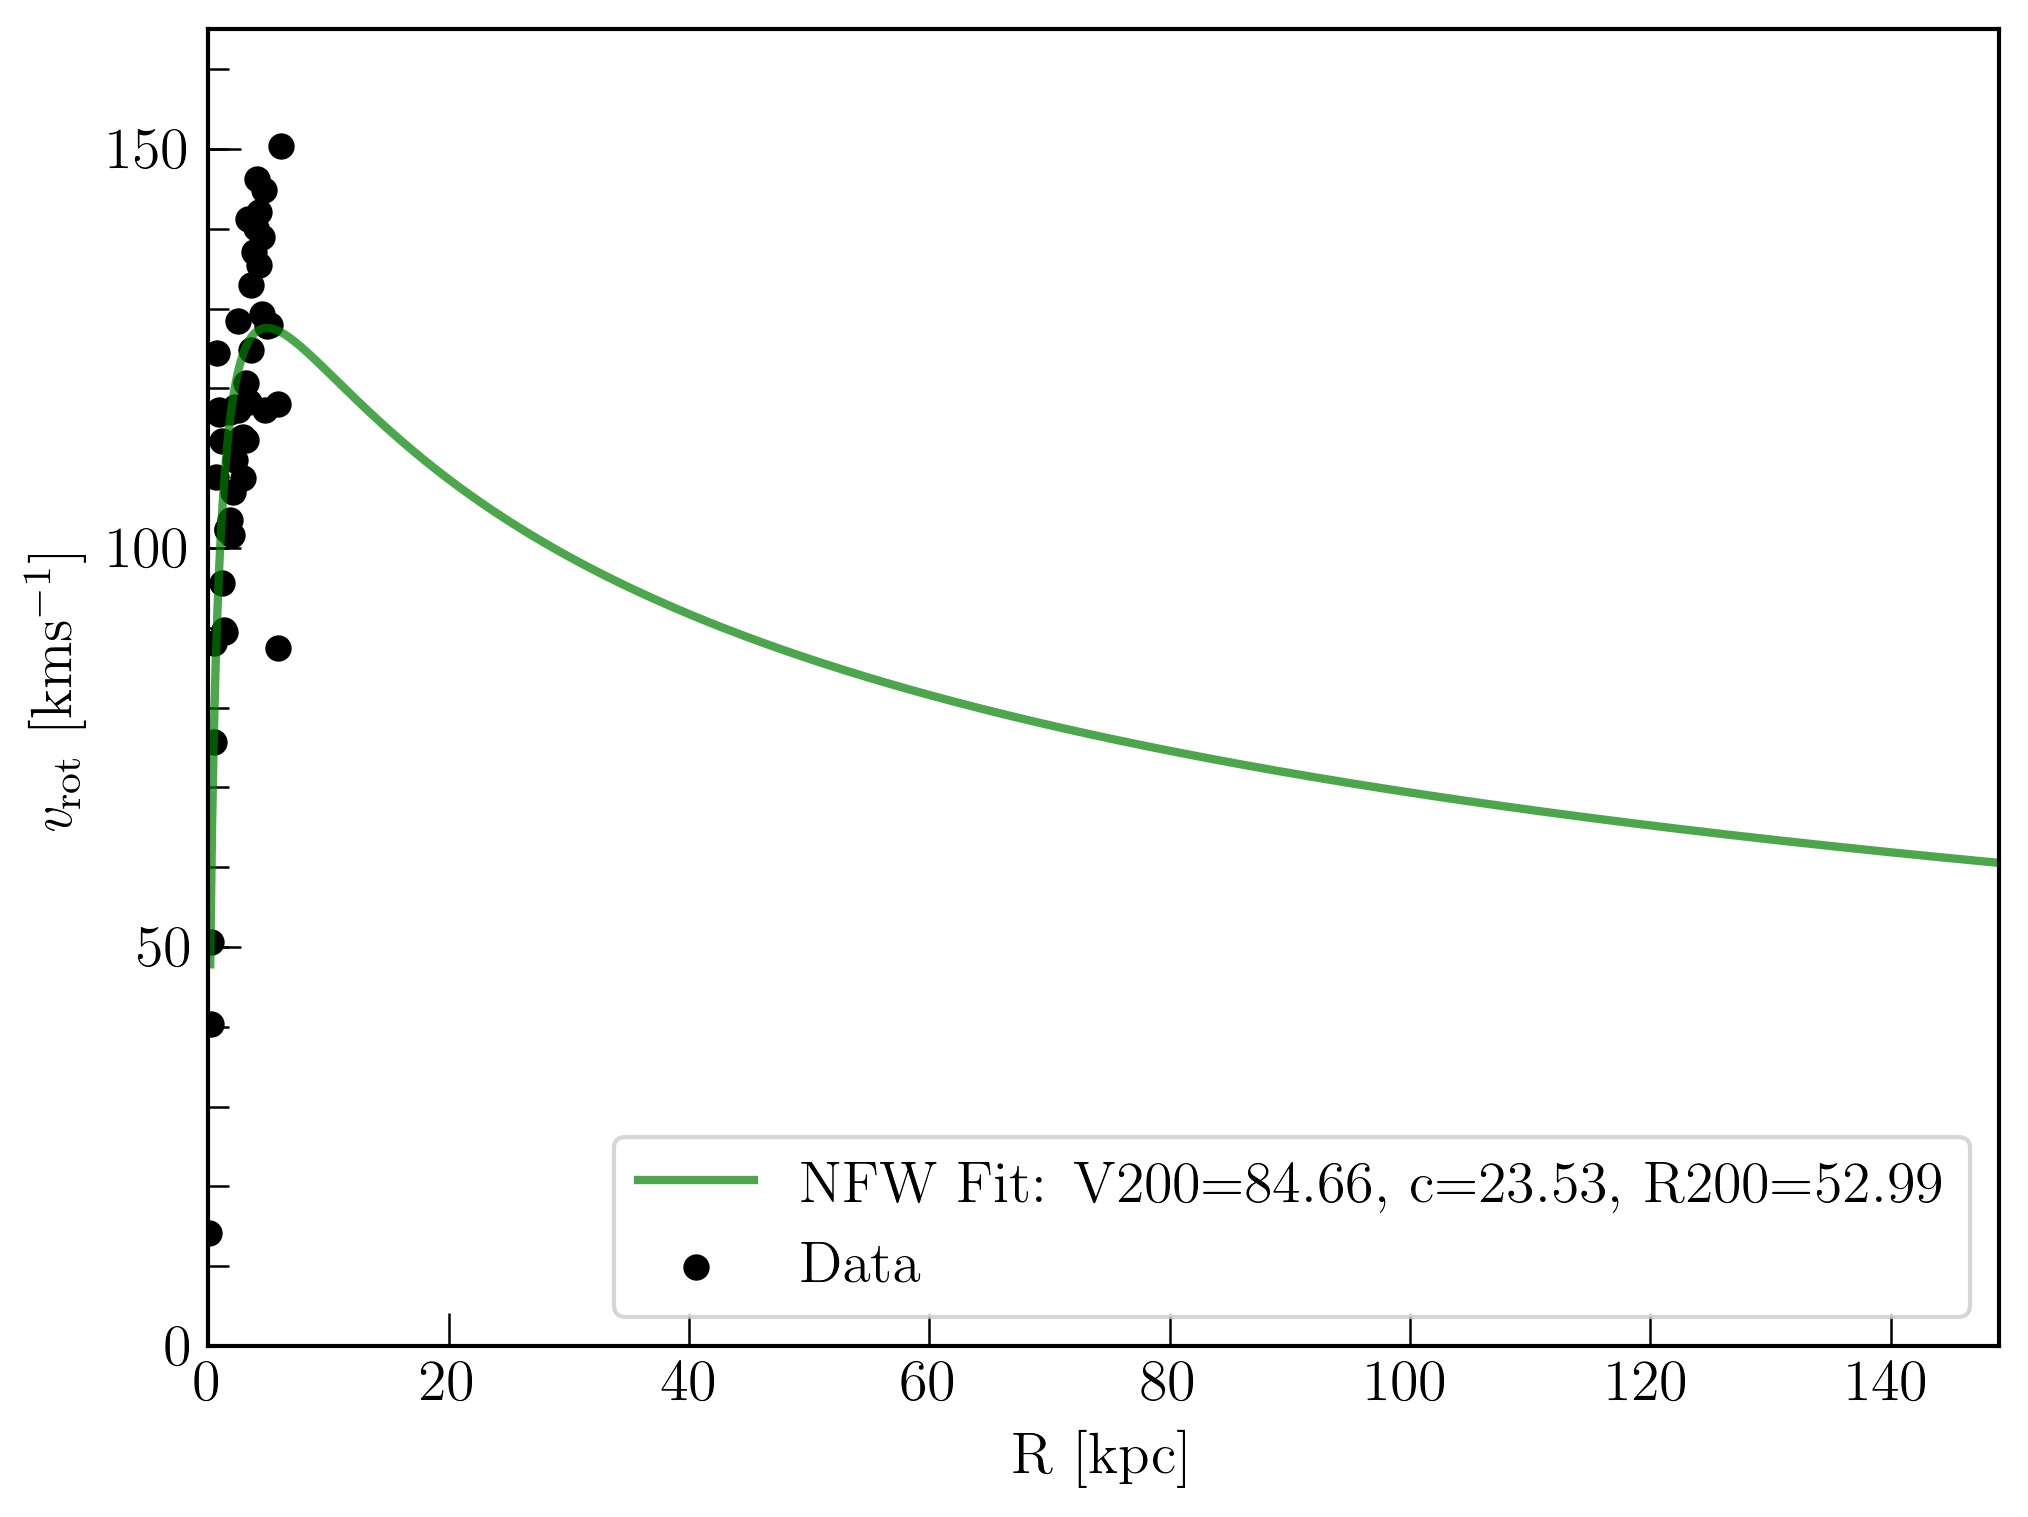 150
100
50
0
v_rot [kms^-1]
NFW Fit: V200=84.66, c=23.53, R200=52.99
Data
0 20 40 60 80 100 120 140
R [kpc]